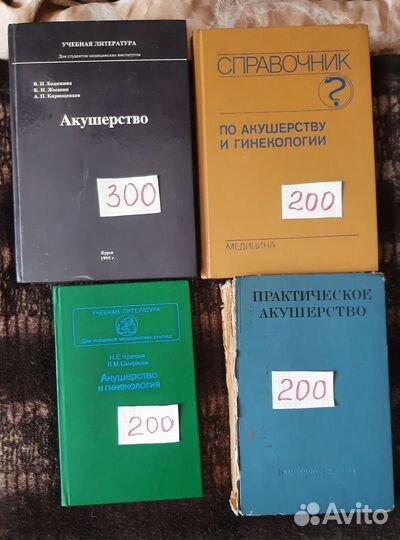 УЧЕБНАЯ ЛИТЕРАТУРА
Для студентов медицинских институтов
В. И. Бодяжина
К. Н. Жмакин
А. П. Кирющенков
Акушерство
300
Курск
1995 г.
СПРАВОЧНИК
?
ПО АКУШЕРСТВУ
И ГИНЕКОЛОГИИ
200
«МЕДИЦИНА»
УЧЕБНАЯ ЛИТЕРАТУРА
Для учащихся медицинских училищ
Н.Е.Кретова
Л.М.Смирнова
Акушерство
и гинекология
200
ПРАКТИЧЕСКОЕ
АКУШЕРСТВО
200
Avito